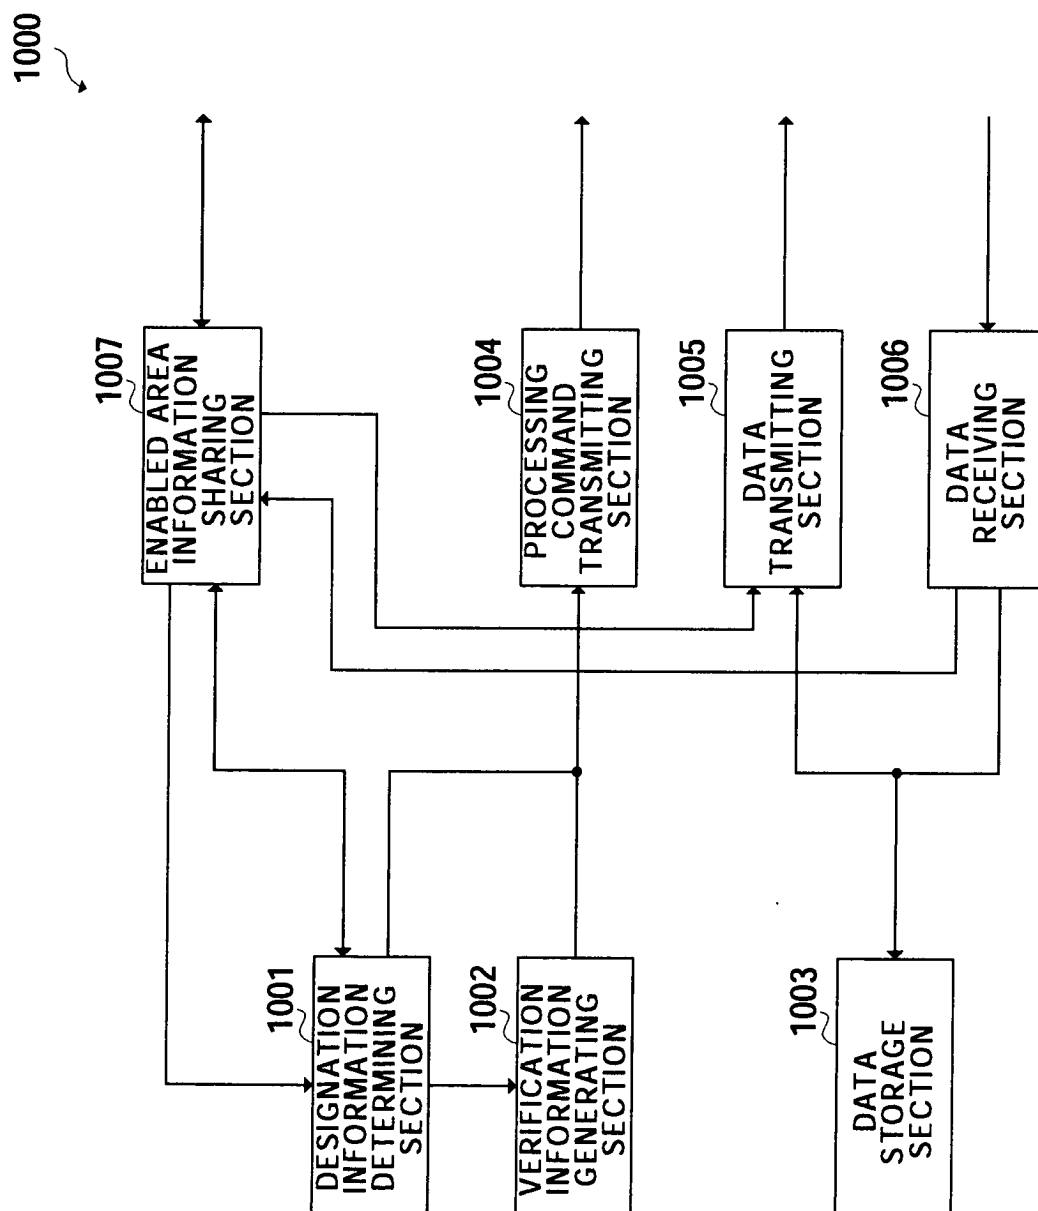 1000
1007
ENABLED AREA
INFORMATION
SHARING
SECTION
1004
PROCESSING
COMMAND
TRANSMITTING
SECTION
1005
DATA
TRANSMITTING
SECTION
1006
DATA
RECEIVING
SECTION
1001
DESIGNATION
INFORMATION
DETERMINING
SECTION
1002
VERIFICATION
INFORMATION
GENERATING
SECTION
1003
DATA
STORAGE
SECTION